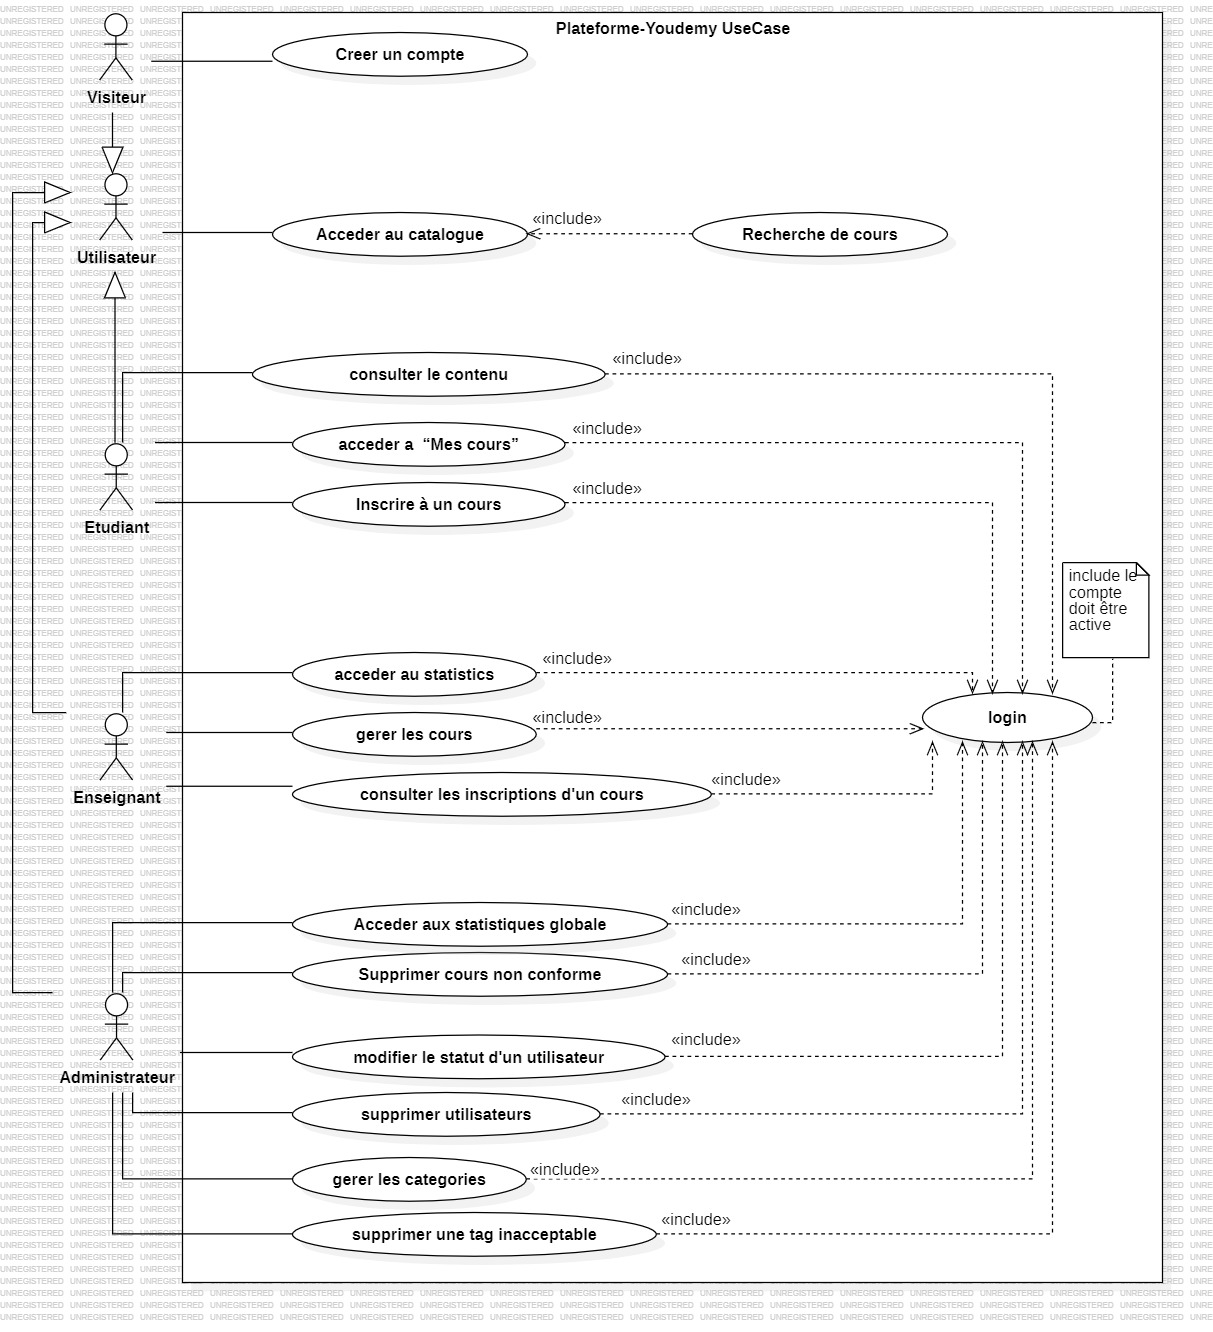 Plateforme-Youdemy UseCase
Creer un compte
Visiteur
«include»
Acceder au catalogue
Recherche de cours
Utilisateur
«include»
consulter le contenu
«include»
acceder a  “Mes cours”
«include»
Inscrire à un cours
Etudiant
include le
compte
doit être
active
«include»
acceder au statistics
«include»
login
gerer les cours
«include»
consulter les inscriptions d'un cours
Enseignant
«include»
Acceder aux statistiques globale
«include»
Supprimer cours non conforme
«include»
modifier le statut d'un utilisateur
Administrateur
«include»
supprimer utilisateurs
«include»
gerer les categories
«include»
supprimer une tag inacceptable